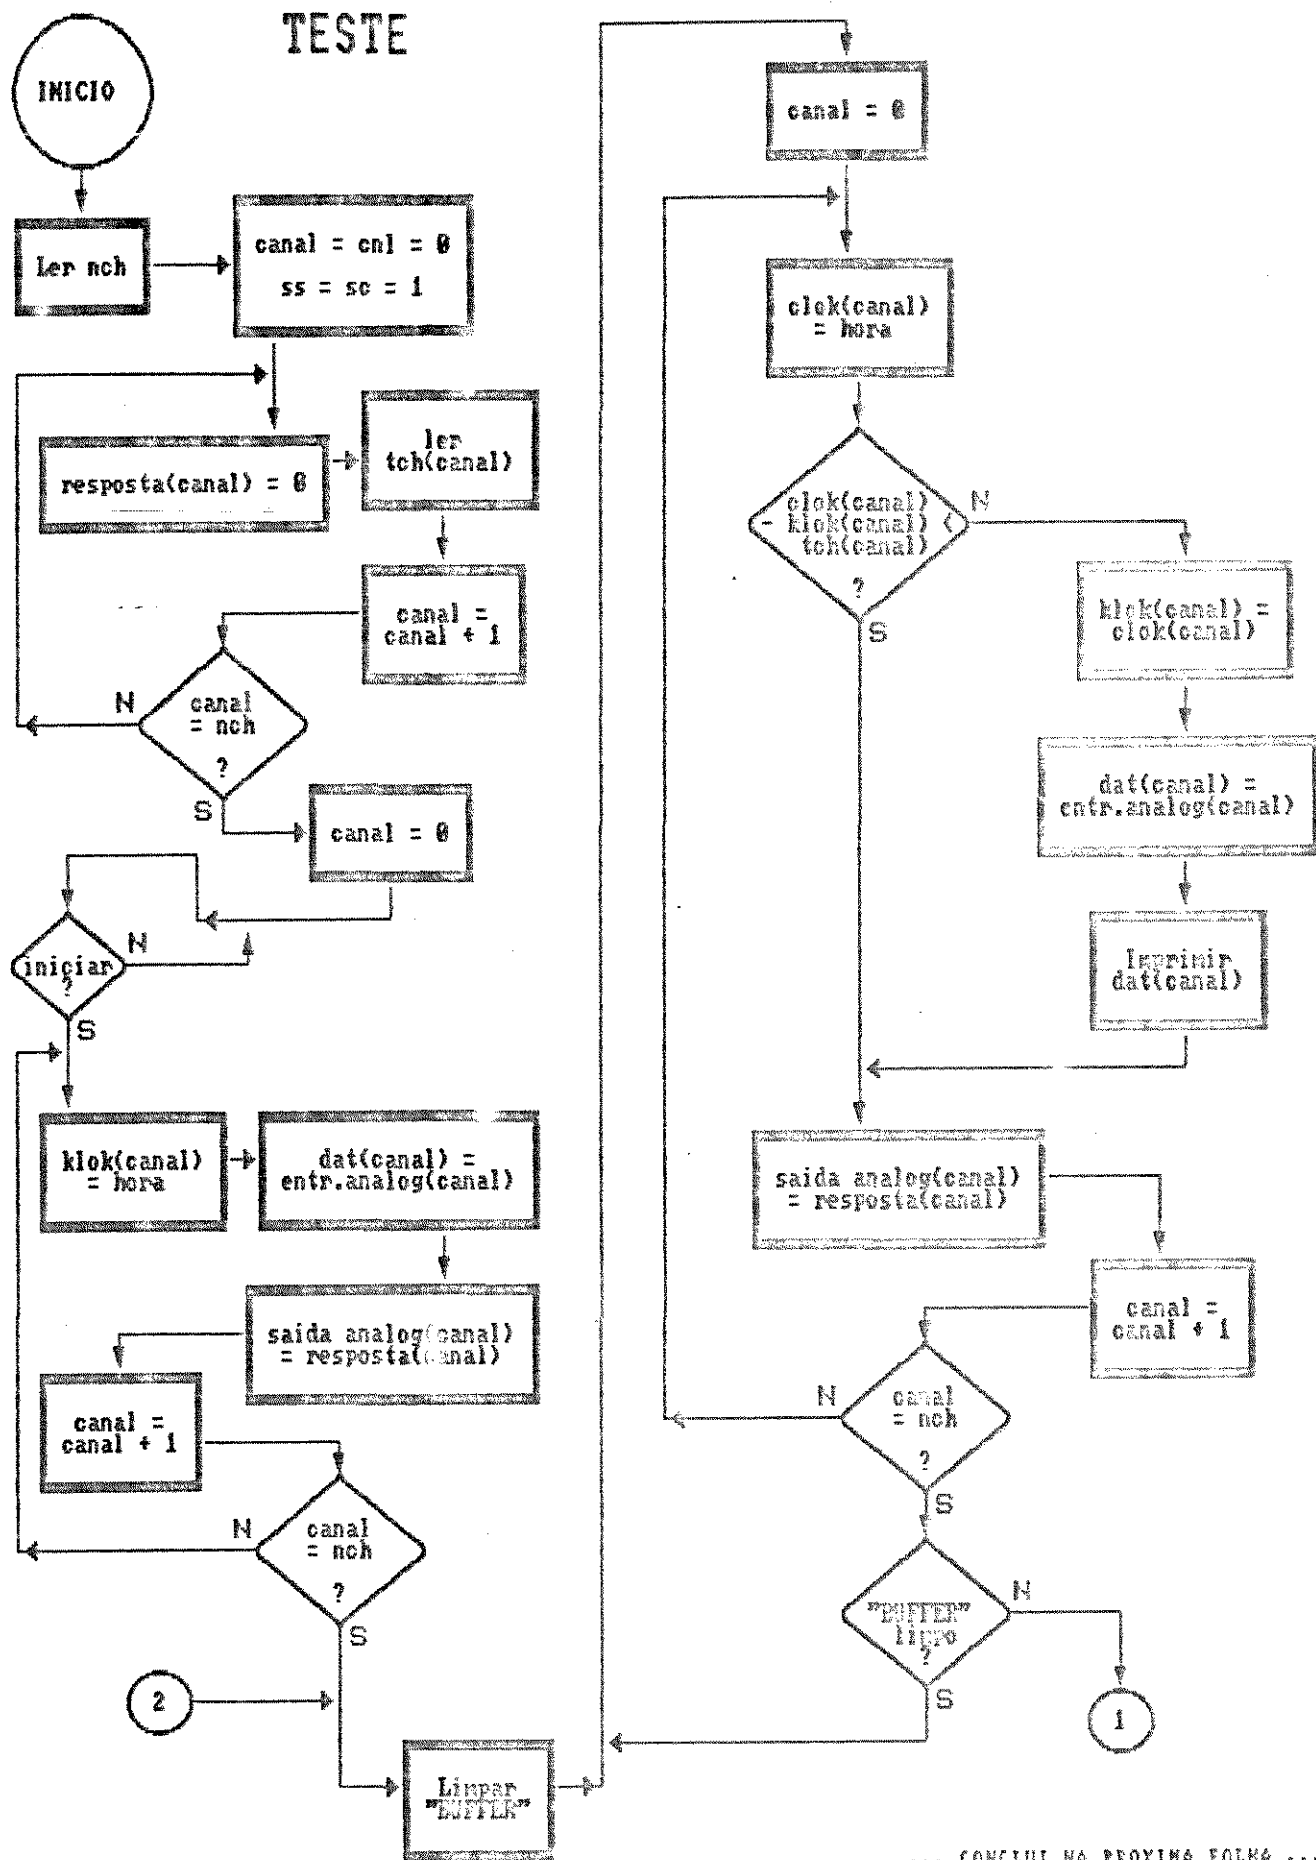 TESTE
INICIO
Ler nch
canal = cnl = 0
ss = sc = 1
resposta(canal) = 0
ler
tch(canal)
canal =
canal + 1
canal
= nch
?
N
S
canal = 0
iniciar
?
N
S
klok(canal)
= hora
dat(canal) =
entr.analog(canal)
saida analog(canal)
= resposta(canal)
canal =
canal + 1
canal
= nch
?
N
S
2
Limpar
"BUFFER"
canal = 0
clok(canal)
= hora
clok(canal)
- klok(canal) <
tch(canal)
?
N
S
klok(canal) =
clok(canal)
dat(canal) =
entr.analog(canal)
Imprimir
dat(canal)
saida analog(canal)
= resposta(canal)
canal =
canal + 1
canal
= nch
?
N
S
"BUFFER"
limpo
?
N
S
1
... CONCLUI NA PROXIMA FOLHA ...